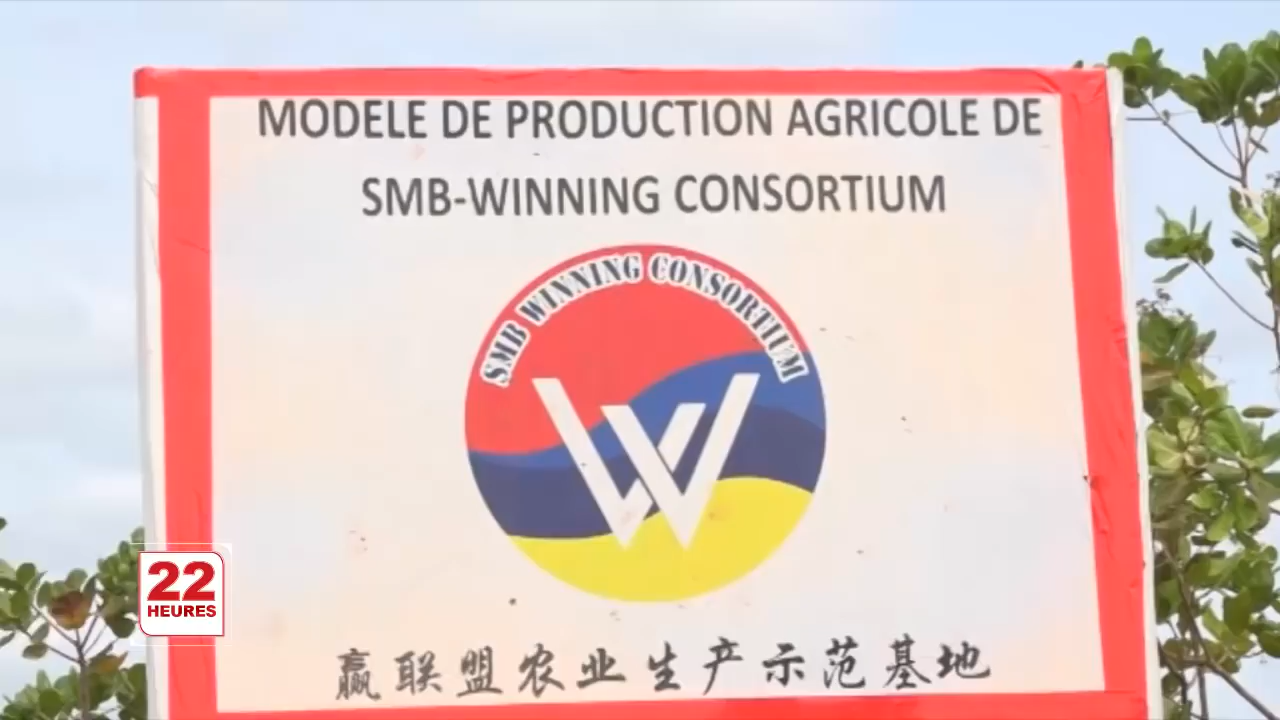 MODELE DE PRODUCTION AGRICOLE DE
SMB-WINNING CONSORTIUM
SMB WINNING CONSORTIUM
W
赢联盟农业生产示范基地
22
HEURES